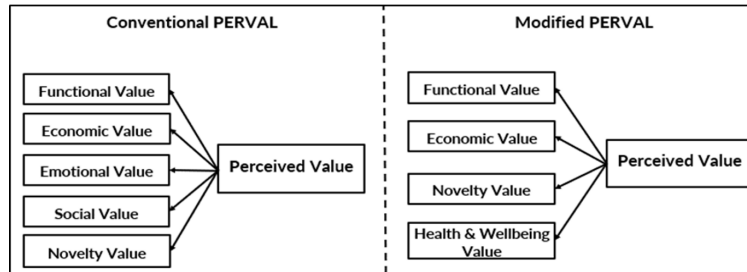 Conventional PERVAL
Functional Value
Economic Value
Emotional Value
Social Value
Novelty Value
Perceived Value
Modified PERVAL
Functional Value
Economic Value
Novelty Value
Health & Wellbeing
Value
Perceived Value